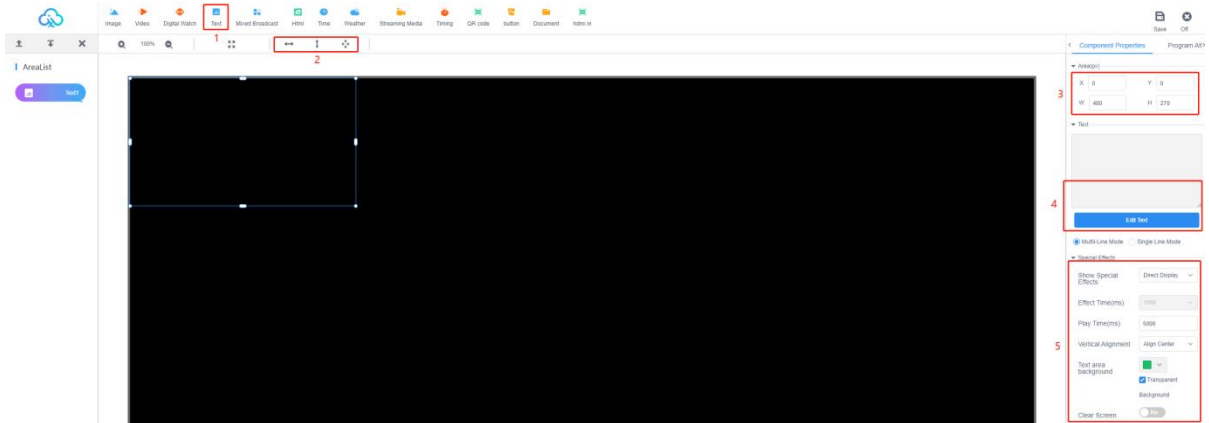 Image Video Digital Watch Text Mixed Broadcast Html Time Weather Streaming Media Timing QR code button Document hdmi in
Save Off
1
100%
2
AreaList
Text1
Component Properties Program Att
Area(px)
3
X 0 Y 0
W 480 H 270
Text
4
Edit Text
Multi-Line Mode Single Line Mode
Special Effects
Show Special Effects Direct Display
Effect Time(ms)
Play Time(ms) 5000
5
Vertical Alignment Align Center
Text area background
Transparent Background
Clear Screen No